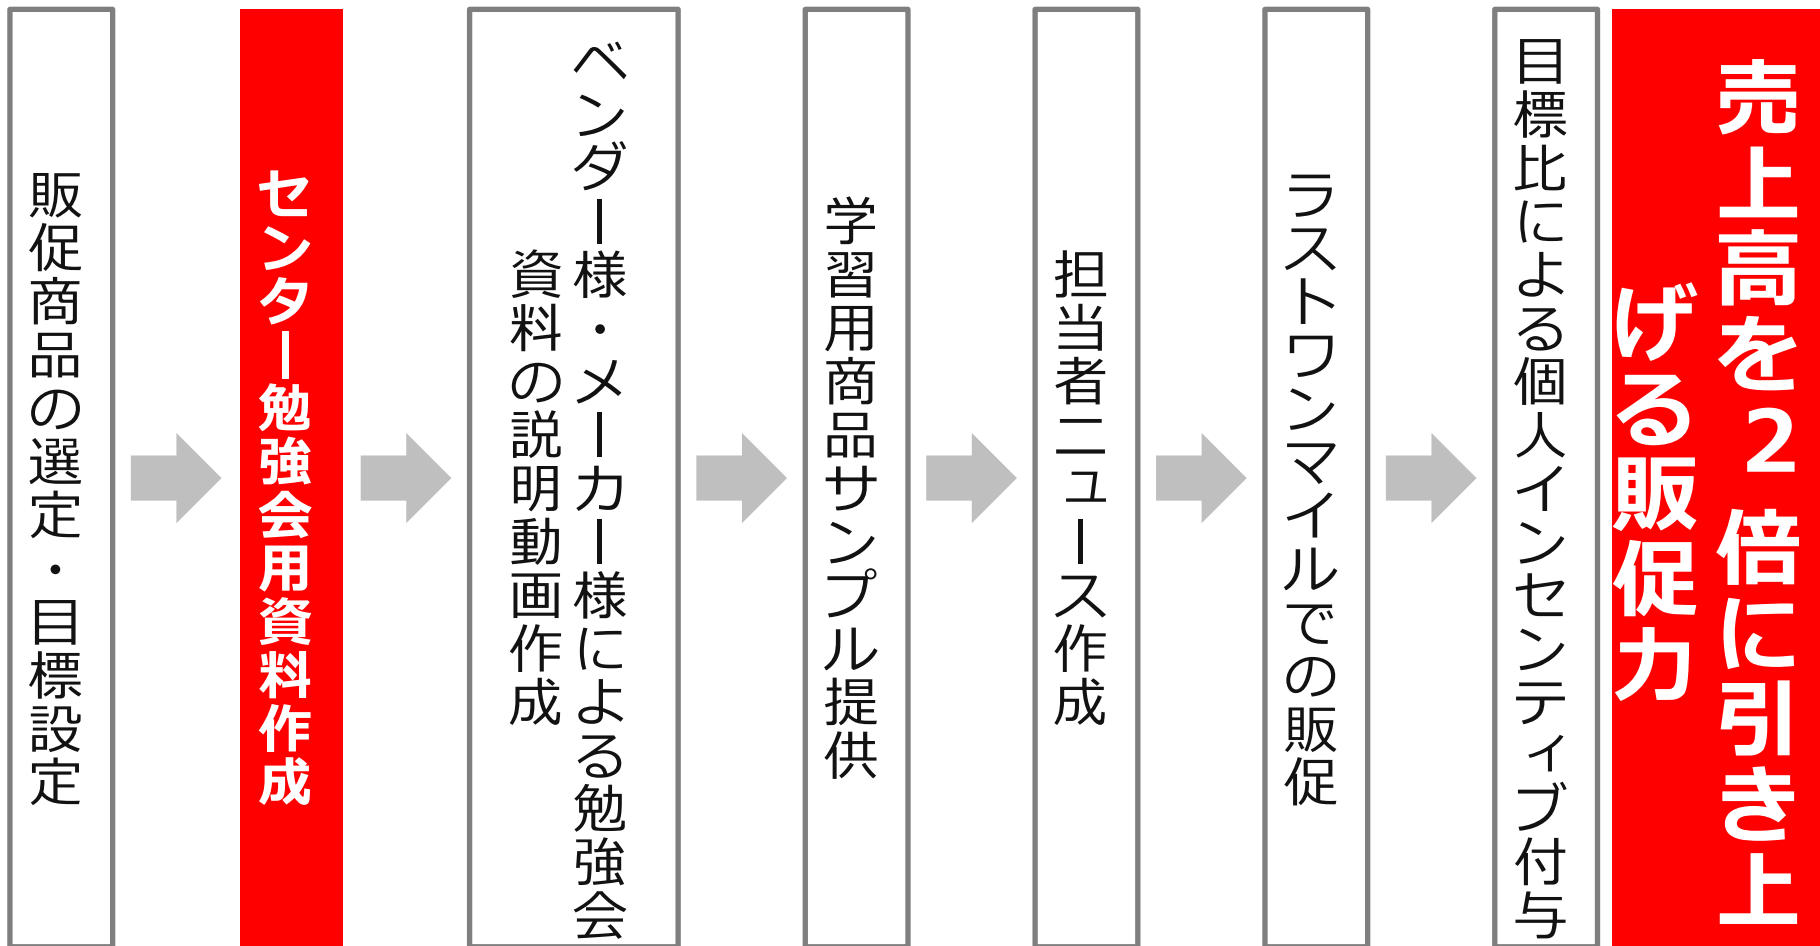 販促商品の選定・目標設定
センター勉強会用資料作成
ベンダー様・メーカー様による勉強会
資料の説明動画作成
学習用商品サンプル提供
担当者ニュース作成
ラストワンマイルでの販促
目標比による個人インセンティブ付与
売上高を2倍に引き上
げる販促力